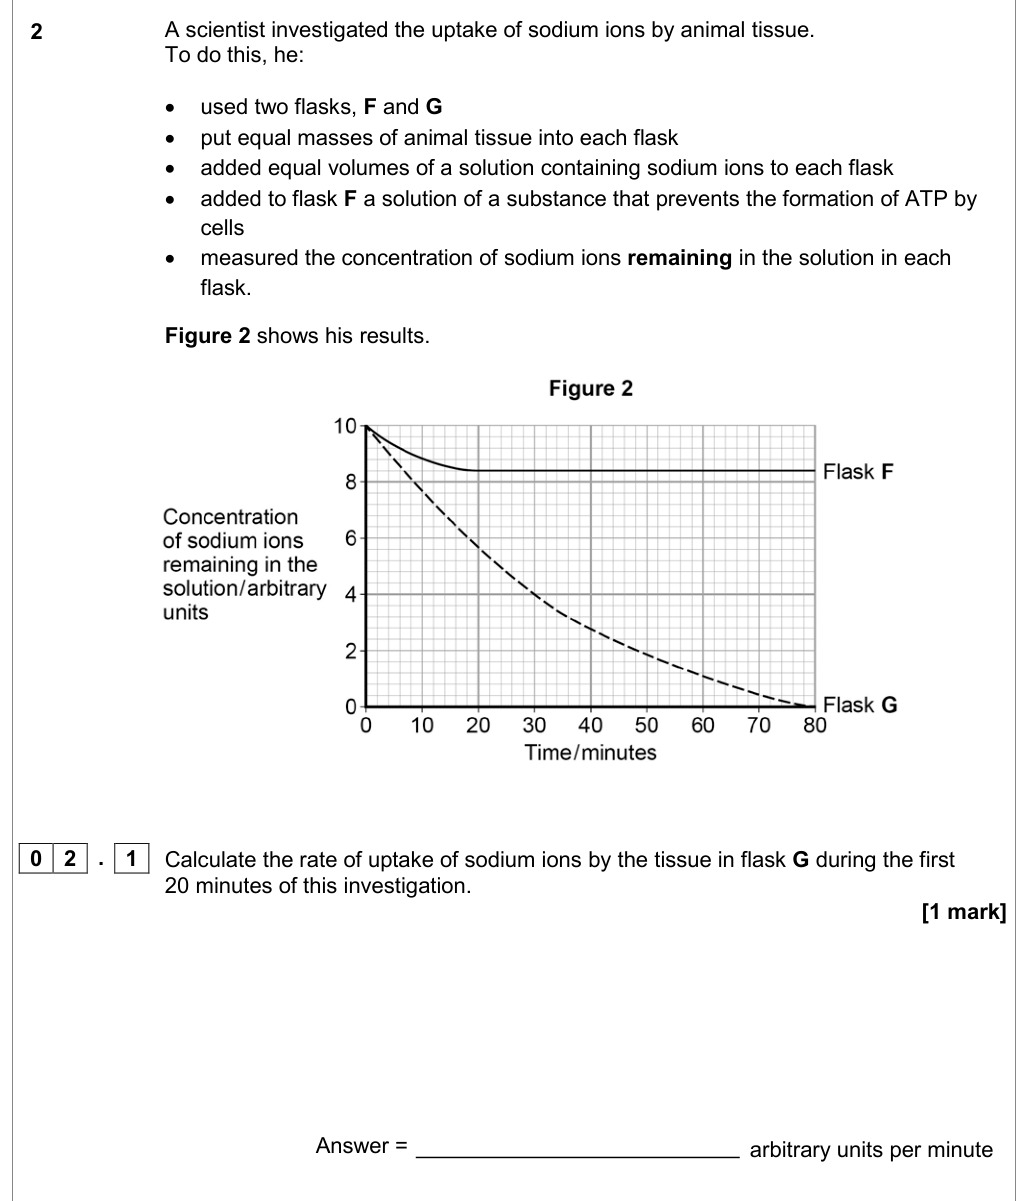 2
A scientist investigated the uptake of sodium ions by animal tissue.
To do this, he:
• used two flasks, F and G
• put equal masses of animal tissue into each flask
• added equal volumes of a solution containing sodium ions to each flask
• added to flask F a solution of a substance that prevents the formation of ATP by
cells
• measured the concentration of sodium ions remaining in the solution in each
flask.
Figure 2 shows his results.
Figure 2
10
8
6
4
2
0
Concentration
of sodium ions
remaining in the
solution/arbitrary
units
Flask F
Flask G
0 10 20 30 40 50 60 70 80
Time/minutes
0 2 . 1
Calculate the rate of uptake of sodium ions by the tissue in flask G during the first
20 minutes of this investigation.
[1 mark]
Answer = ____________________ arbitrary units per minute